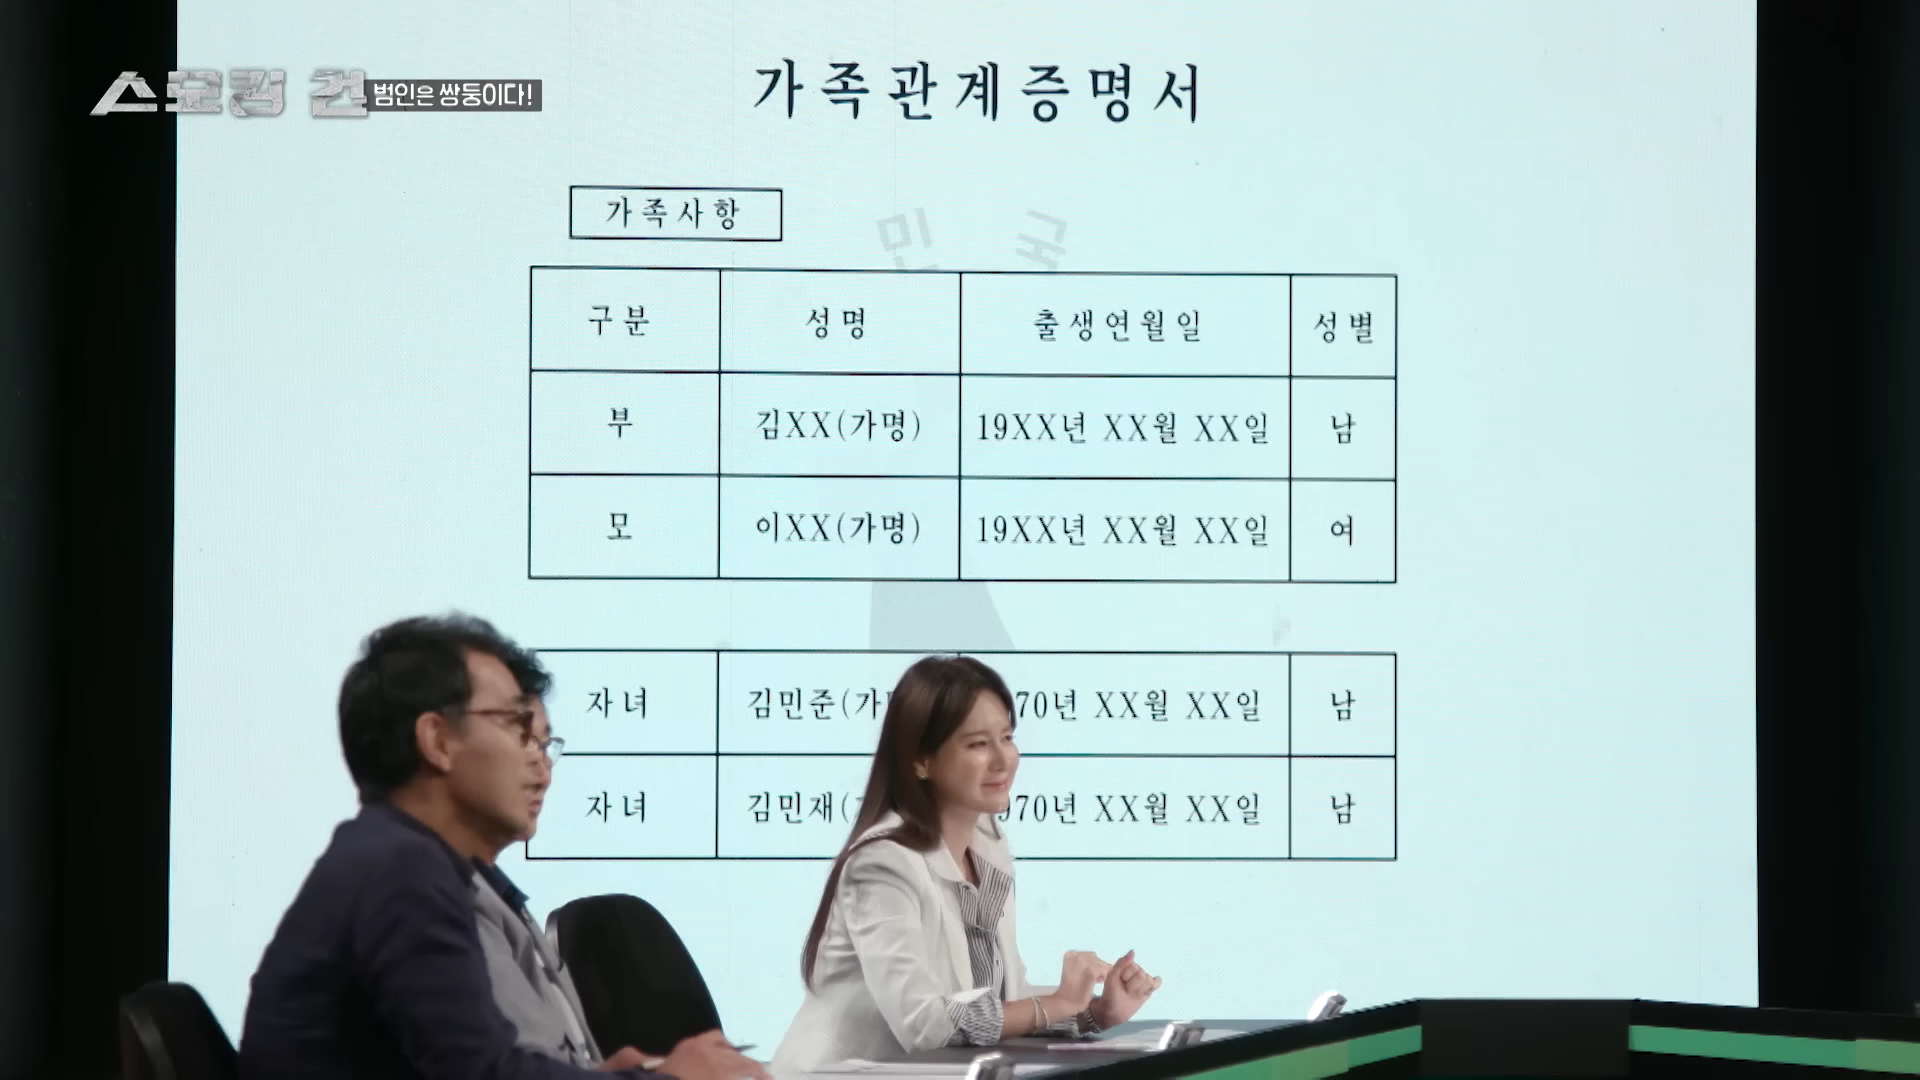 스모킹 건 범인은 쌍둥이다!
가족관계증명서
가족사항
민 국
구분 성명 출생연월일 성별
부 김XX(가명) 19XX년 XX월 XX일 남
모 이XX(가명) 19XX년 XX월 XX일 여
자녀 김민준(가 70년 XX월 XX일 남
자녀 김민재( 970년 XX월 XX일 남